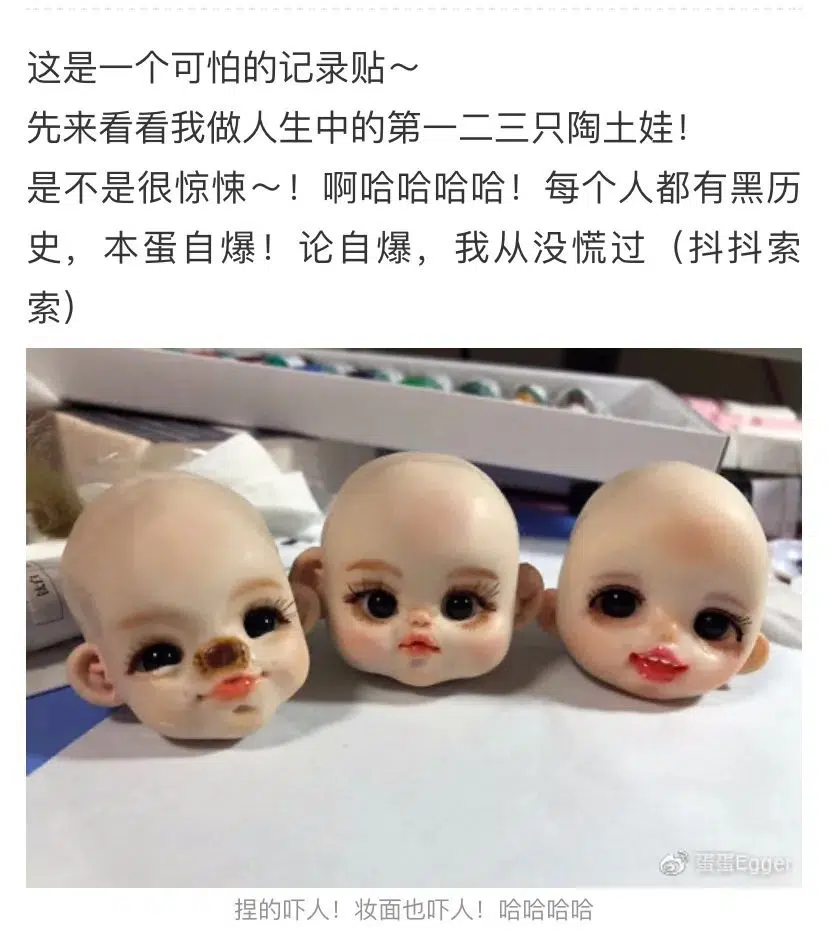 这是一个可怕的记录贴～
先来看看我做人生中的第一二三只陶土娃！
是不是很惊悚～！啊哈哈哈哈！每个人都有黑历
史，本蛋自爆！论自爆，我从没慌过（抖抖索
索）
蛋蛋Egger
捏的吓人！妆面也吓人！哈哈哈哈